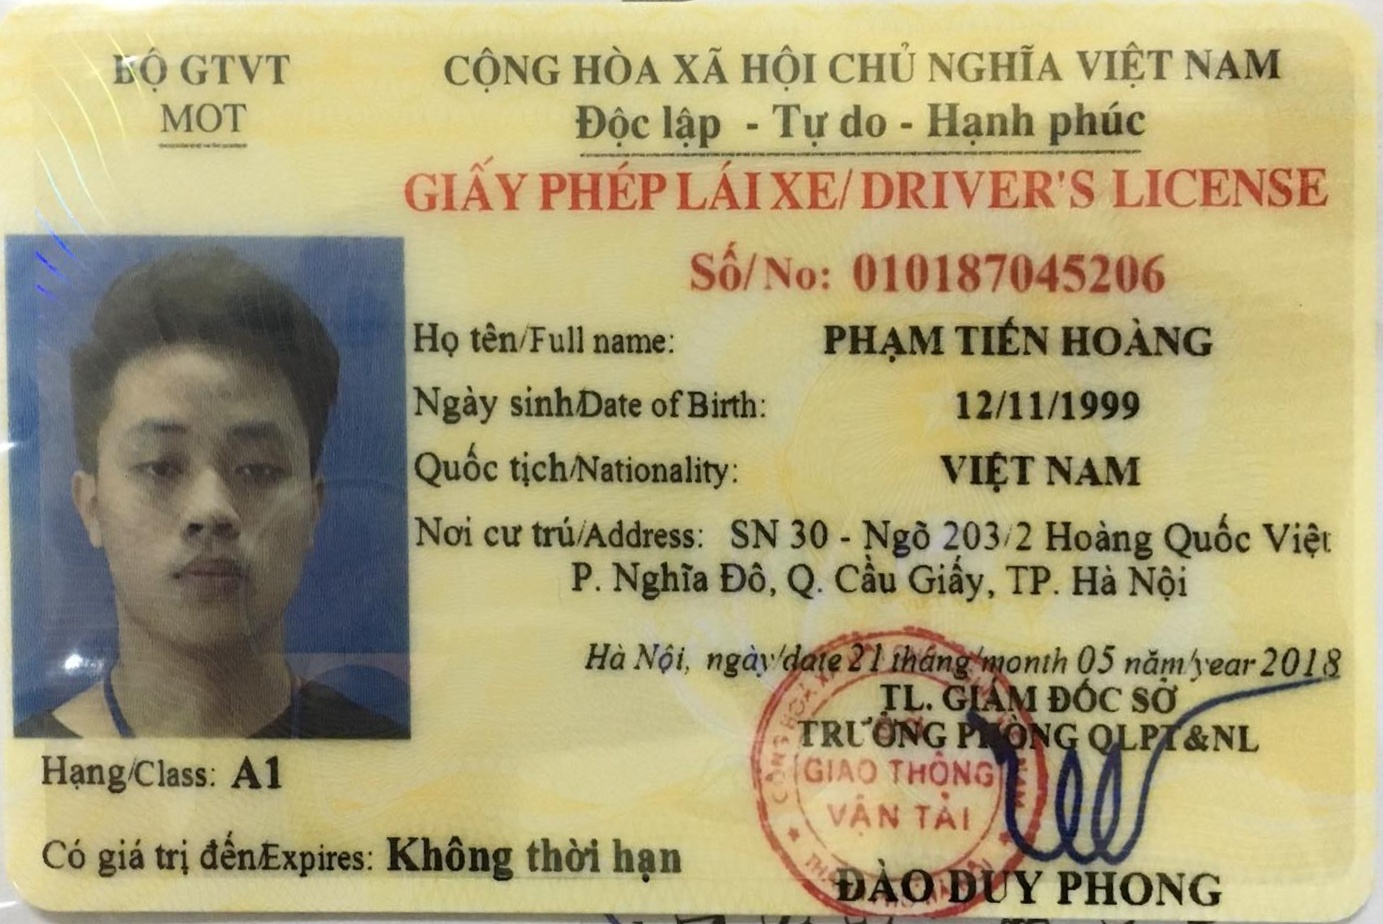 BỘ GTVT
MOT
CỘNG HÒA XÃ HỘI CHỦ NGHĨA VIỆT NAM
Độc lập - Tự do - Hạnh phúc
GIẤY PHÉP LÁI XE/ DRIVER'S LICENSE
Số/ No: 010187045206
Họ tên/Full name: PHẠM TIẾN HOÀNG
Ngày sinh/Date of Birth: 12/11/1999
Quốc tịch/Nationality: VIỆT NAM
Nơi cư trú/Address: SN 30 - Ngõ 203/2 Hoàng Quốc Việt
P. Nghĩa Đô, Q. Cầu Giấy, TP. Hà Nội
Hà Nội, ngày/date 21 tháng/month 05 năm/year 2018
TL. GIÁM ĐỐC SỞ
TRƯỞNG PHÒNG QLPT&NL
GIAO THÔNG
VẬN TẢI
Hạng/Class: A1
Có giá trị đến/Expires: Không thời hạn
ĐÀO DUY PHONG